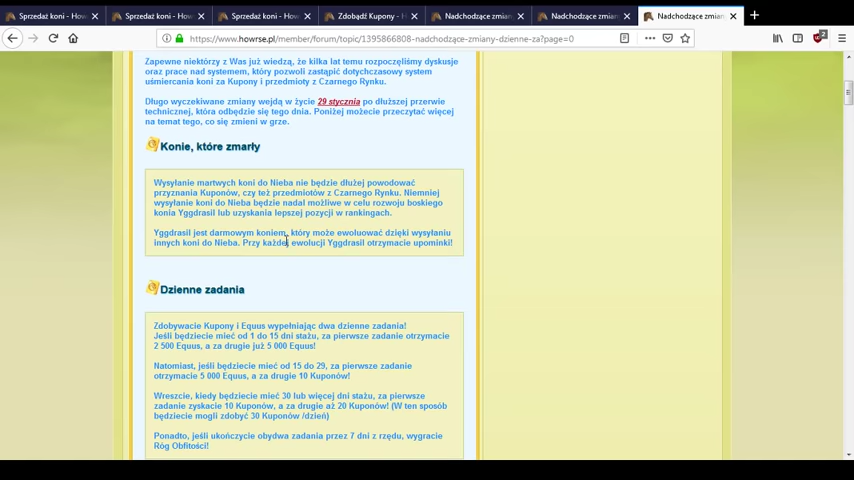 Sprzedaż koni - How
Sprzedaż koni - How
Sprzedaż koni - How
Zdobądź Kupony - H
Nadchodzące zmian
Nadchodzące zmian
Nadchodzące zmian
https://www.howrse.pl/member/forum/topic/1395866808-nadchodzące-zmiany-dzienne-za?page=0
2
Zapewne niektórzy z Was już wiedzą, że kilka lat temu rozpoczęliśmy dyskusje
oraz prace nad systemem, który pozwoli zastąpić dotychczasowy system
uśmiercania koni za Kupony i przedmioty z Czarnego Rynku.
Długo wyczekiwane zmiany wejdą w życie 29 stycznia po dłuższej przerwie
technicznej, która odbędzie się tego dnia. Poniżej możecie przeczytać więcej
na temat tego, co się zmieni w grze.
Konie, które zmarły
Wysyłanie martwych koni do Nieba nie będzie dłużej powodować
przyznania Kuponów, czy też przedmiotów z Czarnego Rynku. Niemniej
wysyłanie koni do Nieba będzie nadal możliwe w celu rozwoju boskiego
konia Yggdrasil lub uzyskania lepszej pozycji w rankingach.
Yggdrasil jest darmowym koniem, który może ewoluować dzięki wysyłaniu
innych koni do Nieba. Przy każdej ewolucji Yggdrasil otrzymacie upominki!
Dzienne zadania
Zdobywacie Kupony i Equus wypełniając dwa dzienne zadania!
Jeśli będziecie mieć od 1 do 15 dni stażu, za pierwsze zadanie otrzymacie
2 500 Equus, a za drugie już 5 000 Equus!
Natomiast, jeśli będziecie mieć od 15 do 29, za pierwsze zadanie
otrzymacie 5 000 Equus, a za drugie 10 Kuponów!
Wreszcie, kiedy będziecie mieć 30 lub więcej dni stażu, za pierwsze
zadanie zyskacie 10 Kuponów, a za drugie aż 20 Kuponów! (W ten sposób
będziecie mogli zdobyć 30 Kuponów /dzień)
Ponadto, jeśli ukończycie obydwa zadania przez 7 dni z rzędu, wygracie
Róg Obfitości!